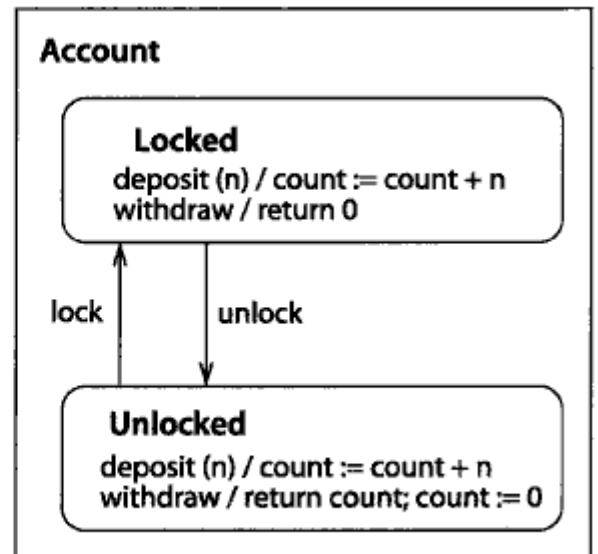 Account
Locked
deposit (n) / count := count + n
withdraw / return 0
lock
unlock
Unlocked
deposit (n) / count := count + n
withdraw / return count; count := 0